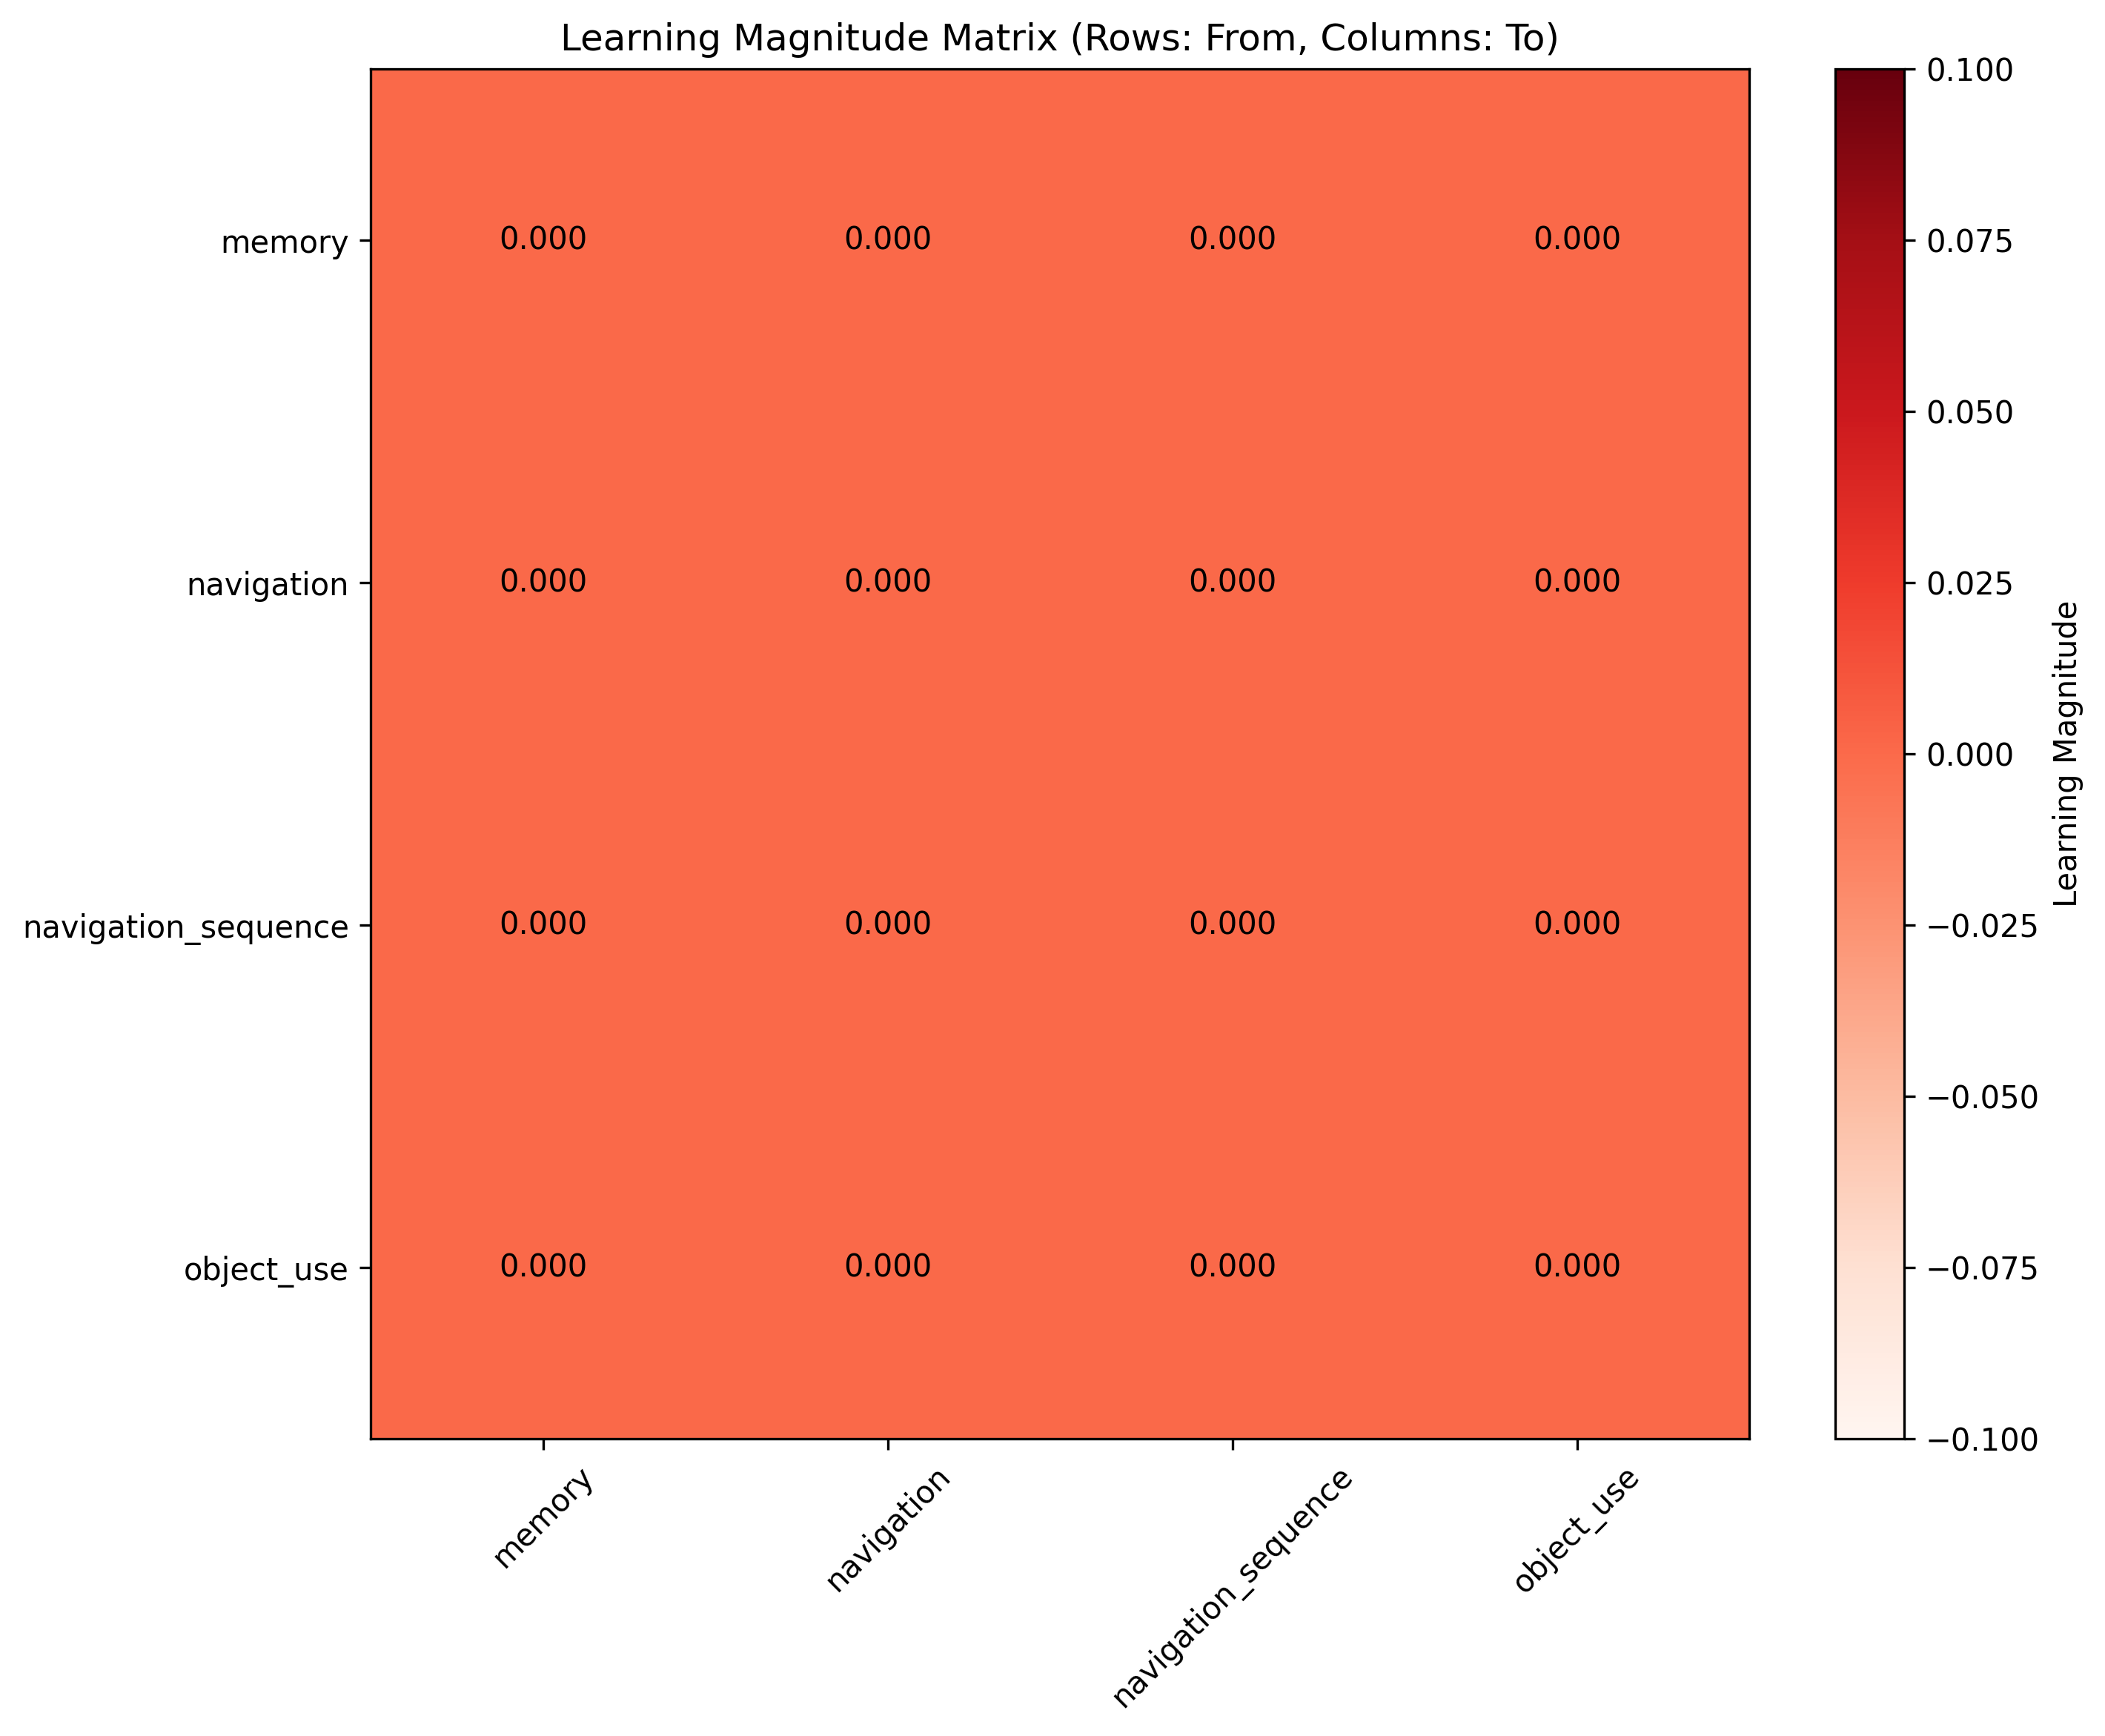 Learning Magnitude Matrix (Rows: From, Columns: To)
memory
0.000 0.000 0.000 0.000
navigation
0.000 0.000 0.000 0.000
navigation_sequence
0.000 0.000 0.000 0.000
object_use
0.000 0.000 0.000 0.000
memory
navigation
navigation_sequence
object_use
0.100
0.075
0.050
0.025
0.000
−0.025
−0.050
−0.075
−0.100
Learning Magnitude